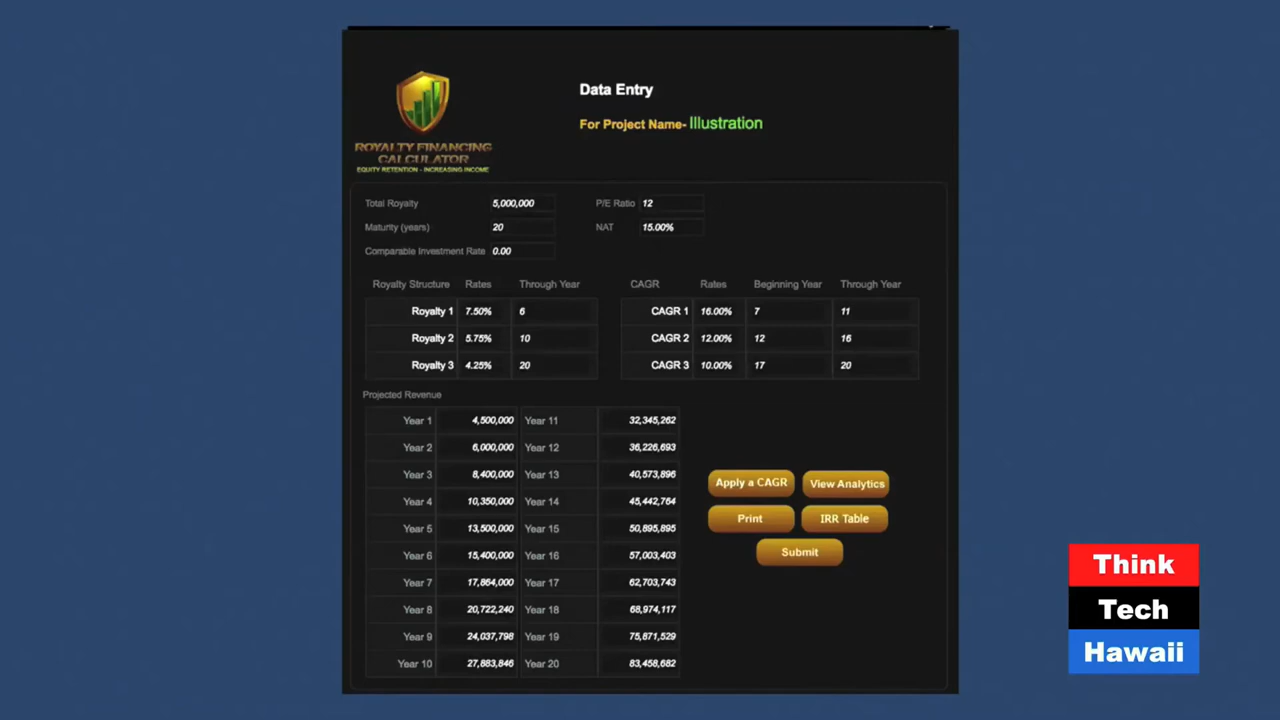 Data Entry
For Project Name- Illustration
ROYALTY FINANCING
CALCULATOR
EQUITY RETENTION - INCREASING INCOME
Total Royalty 5,000,000 P/E Ratio 12
Maturity (years) 20 NAT 15.00%
Comparable Investment Rate 0.00
Royalty Structure Rates Through Year CAGR Rates Beginning Year Through Year
Royalty 1 7.50% 6 CAGR 1 16.00% 7 11
Royalty 2 5.75% 10 CAGR 2 12.00% 12 16
Royalty 3 4.25% 20 CAGR 3 10.00% 17 20
Projected Revenue
Year 1 4,500,000 Year 11 32,345,262
Year 2 6,000,000 Year 12 36,226,693
Year 3 8,400,000 Year 13 40,573,896
Year 4 10,350,000 Year 14 45,442,764
Year 5 13,500,000 Year 15 50,895,895
Year 6 15,400,000 Year 16 57,003,403
Year 7 17,864,000 Year 17 62,703,743
Year 8 20,722,240 Year 18 68,974,117
Year 9 24,037,798 Year 19 75,871,529
Year 10 27,883,846 Year 20 83,458,682
Apply a CAGR View Analytics
Print IRR Table
Submit
Think
Tech
Hawaii